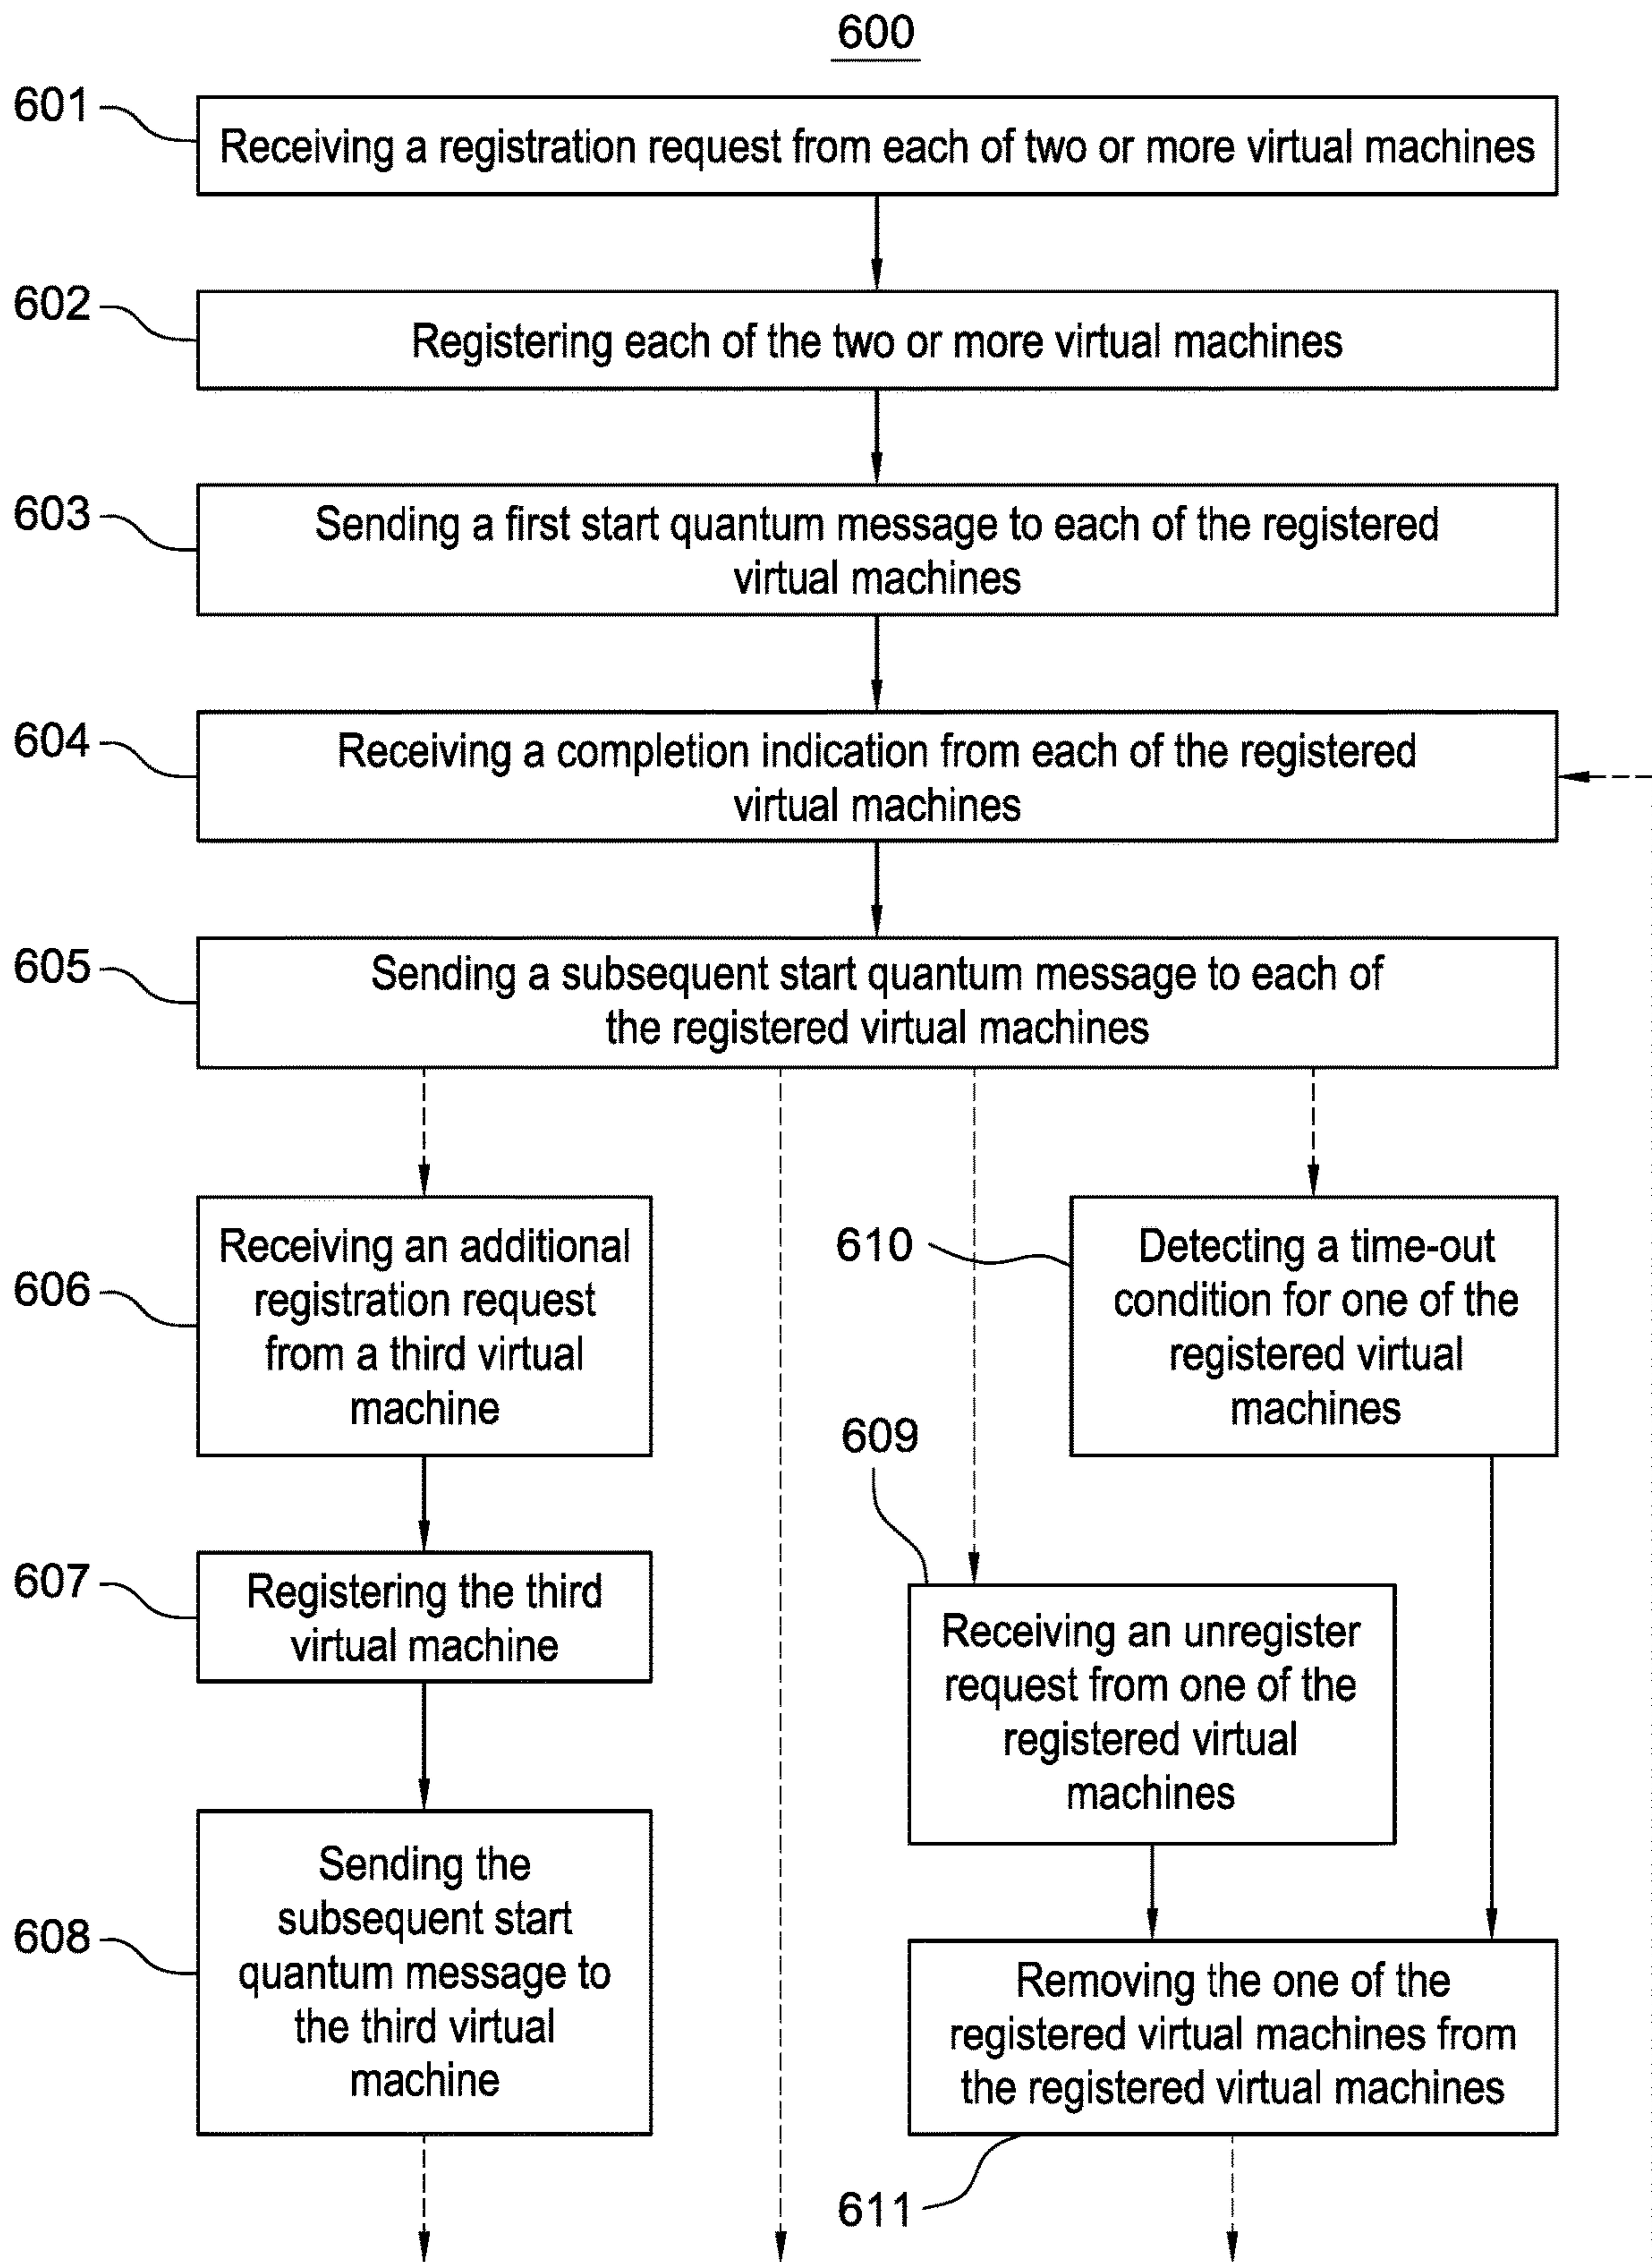 600
601
Receiving a registration request from each of two or more virtual machines
602
Registering each of the two or more virtual machines
603
Sending a first start quantum message to each of the registered
virtual machines
604
Receiving a completion indication from each of the registered
virtual machines
605
Sending a subsequent start quantum message to each of
the registered virtual machines
606
Receiving an additional
registration request
from a third virtual
machine
610
Detecting a time-out
condition for one of the
registered virtual
machines
607
Registering the third
virtual machine
609
Receiving an unregister
request from one of the
registered virtual
machines
608
Sending the
subsequent start
quantum message to
the third virtual
machine
Removing the one of the
registered virtual machines from
the registered virtual machines
611